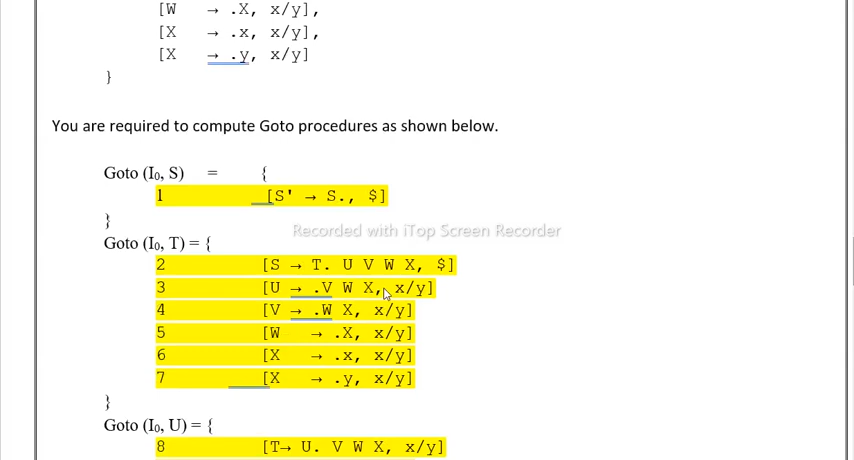 [W → .X, x/y],
[X → .x, x/y],
[X → .y, x/y]
}
You are required to compute Goto procedures as shown below.
Goto (I0, S) = {
1 [S' → S., $]
}
Recorded with iTop Screen Recorder
Goto (I0, T) = {
2 [S → T. U V W X, $]
3 [U → .V W X, x/y]
4 [V → .W X, x/y]
5 [W → .X, x/y]
6 [X → .x, x/y]
7 [X → .y, x/y]
}
Goto (I0, U) = {
8 [T→ U. V W X, x/y]